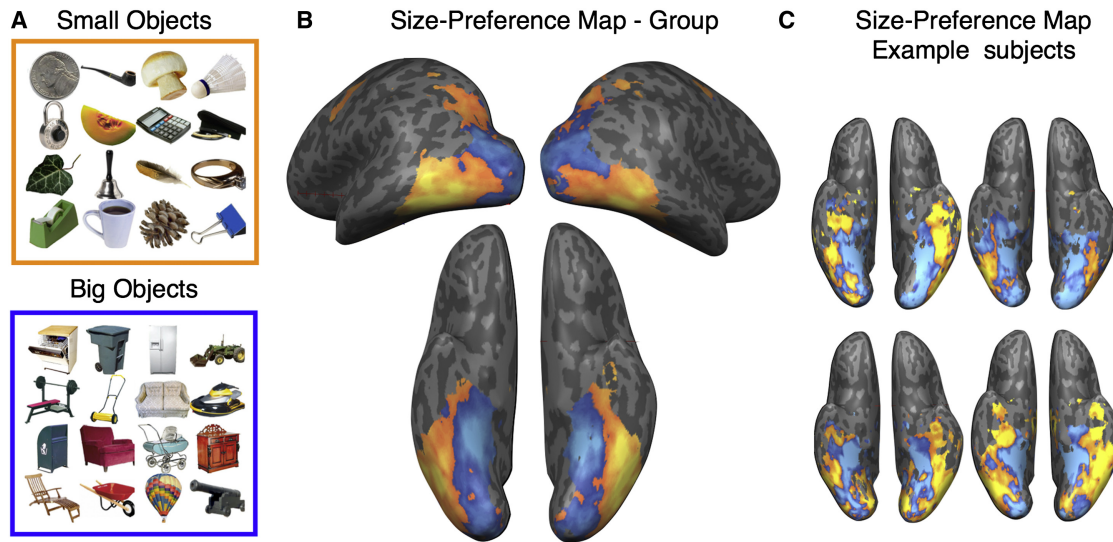 A
Small Objects
Big Objects
B
Size-Preference Map - Group
C
Size-Preference Map
Example subjects